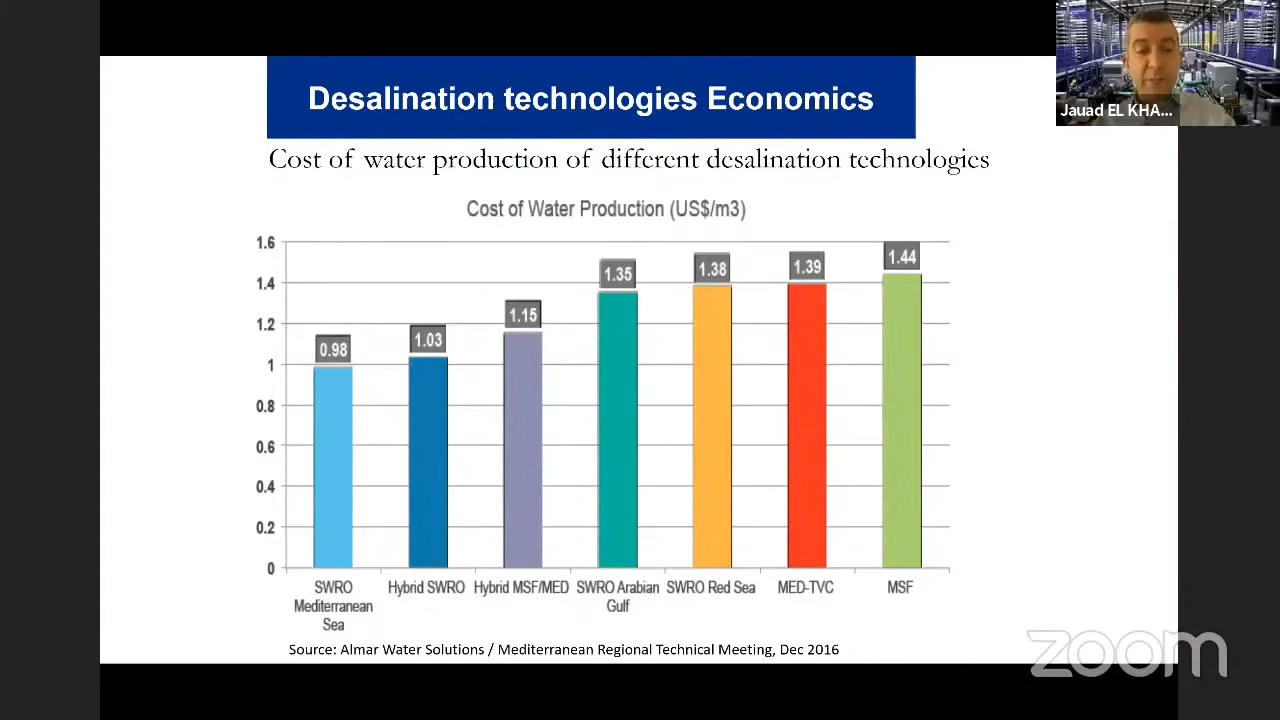 Desalination technologies Economics
Jauad EL KHA...
Cost of water production of different desalination technologies
Cost of Water Production (US$/m3)
1.6
1.4
1.2
1
0.8
0.6
0.4
0.2
0
0.98
1.03
1.15
1.35
1.38
1.39
1.44
SWRO
Mediterranean
Sea
Hybrid SWRO
Hybrid MSF/MED
SWRO Arabian
Gulf
SWRO Red Sea
MED-TVC
MSF
Source: Almar Water Solutions / Mediterranean Regional Technical Meeting, Dec 2016
zoom